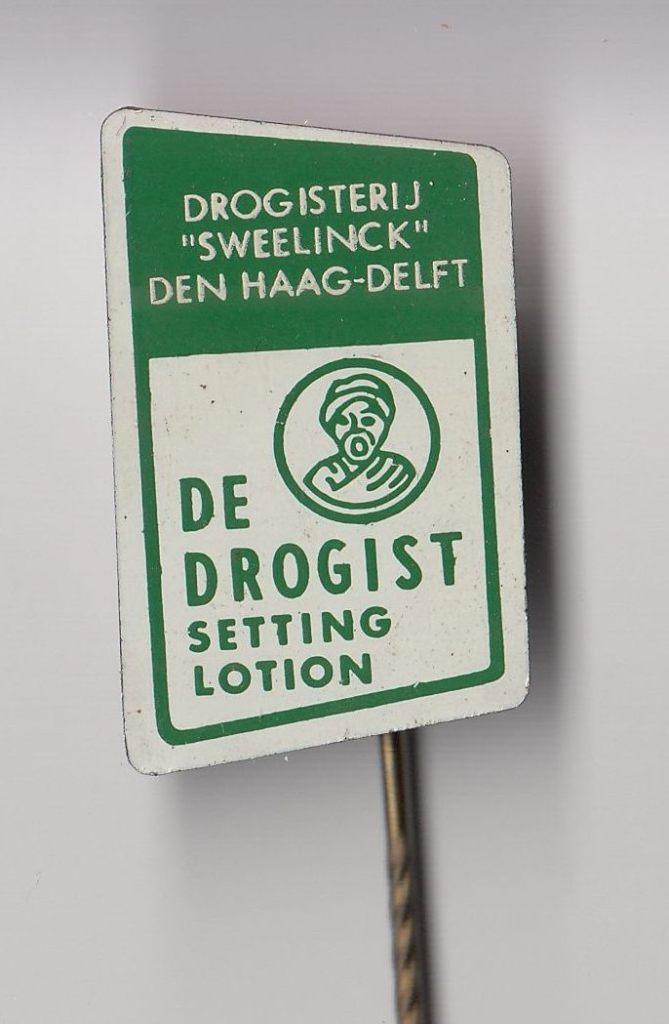 DROGISTERIJ
"SWEELINCK"
DEN HAAG-DELFT
DE
DROGIST
SETTING
LOTION